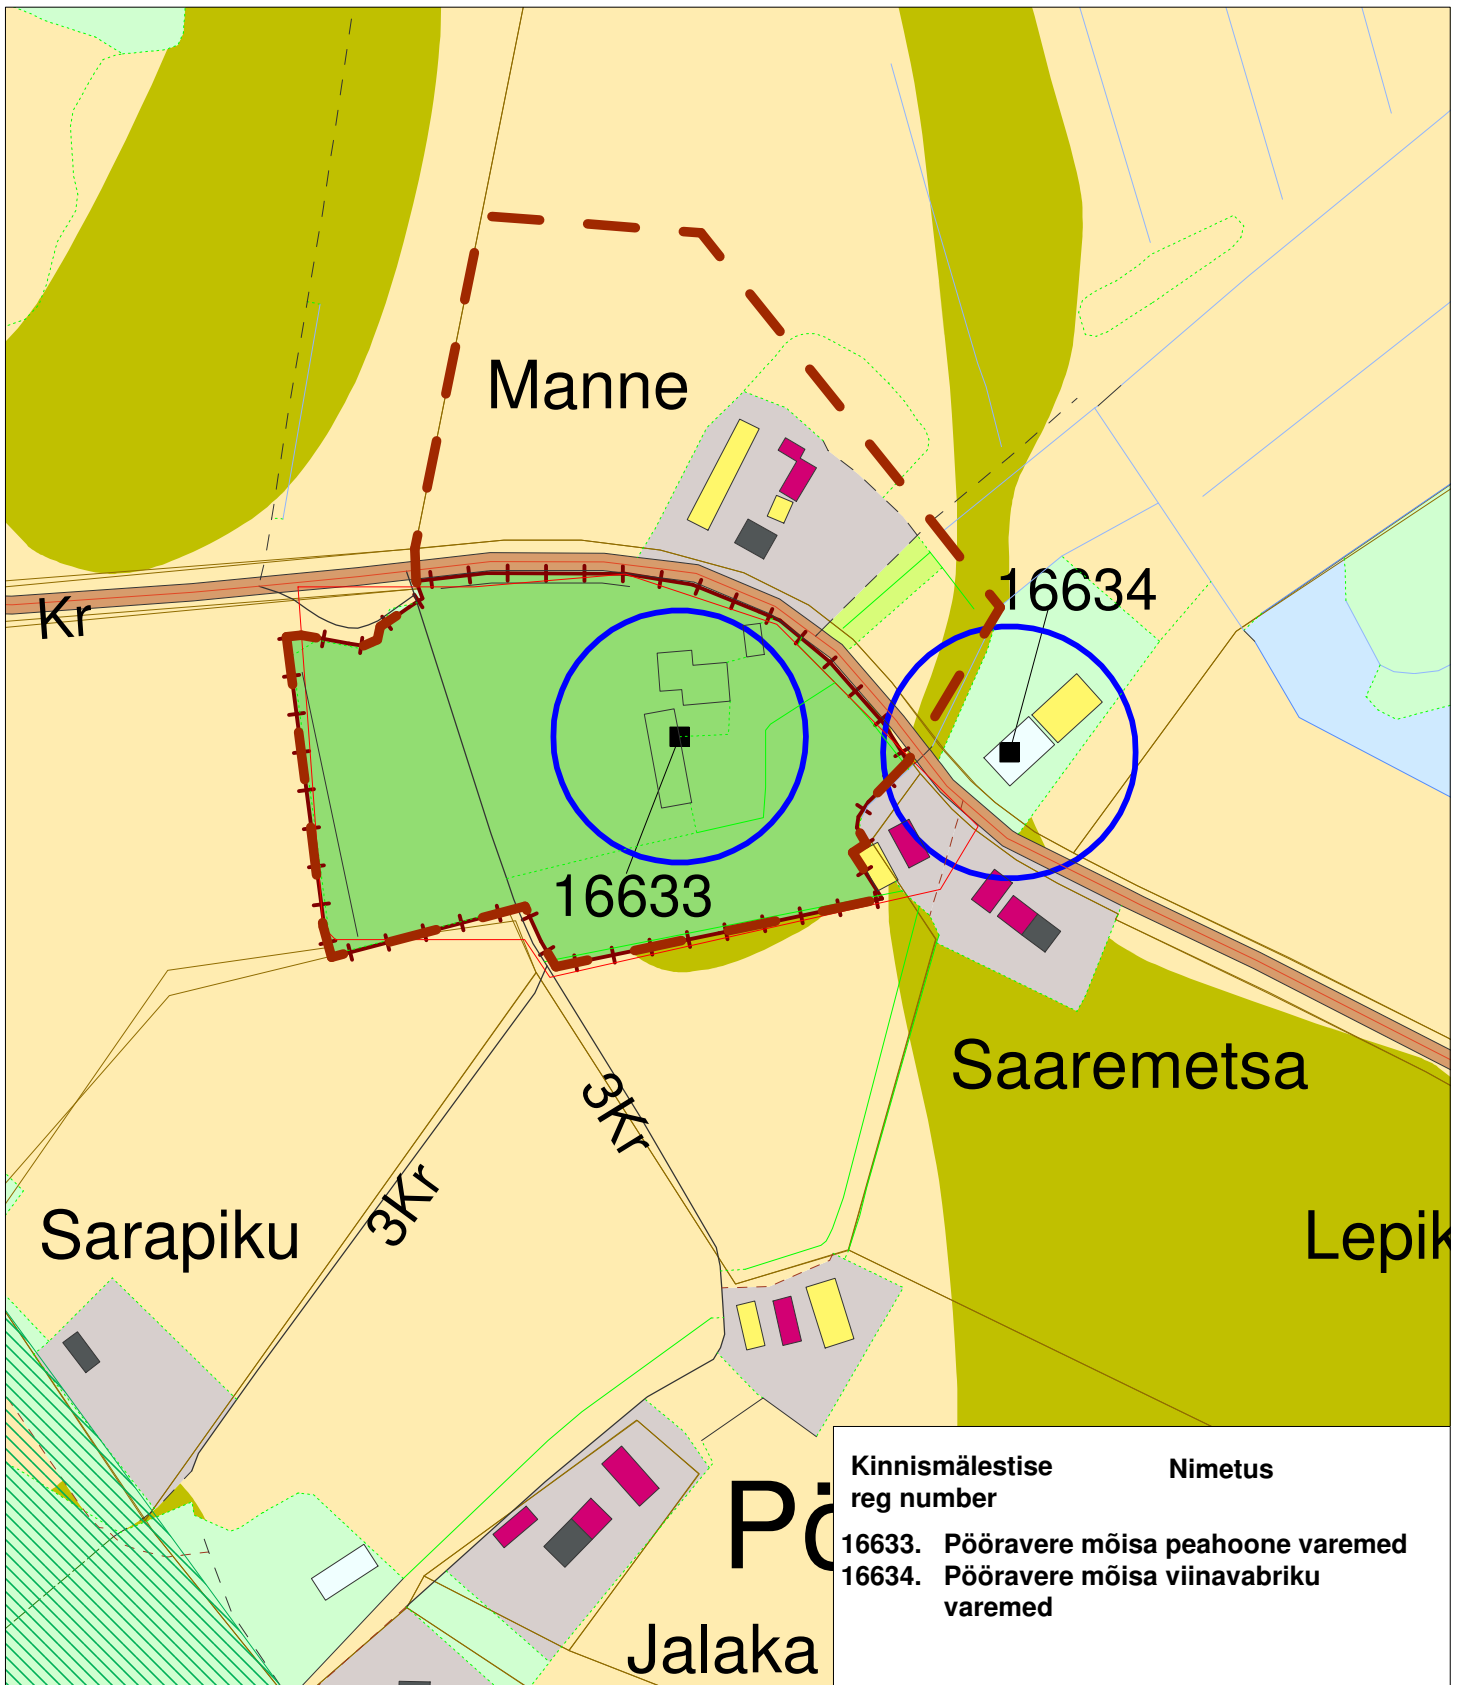 Manne
16634
Kr
16633
Saaremetsa
3Kr
3Kr
Sarapiku
Lepik
Pö
Jalaka
Kinnismälestise reg number
Nimetus
16633. Pööravere mõisa peahoone varemed
16634. Pööravere mõisa viinavabriku
varemed